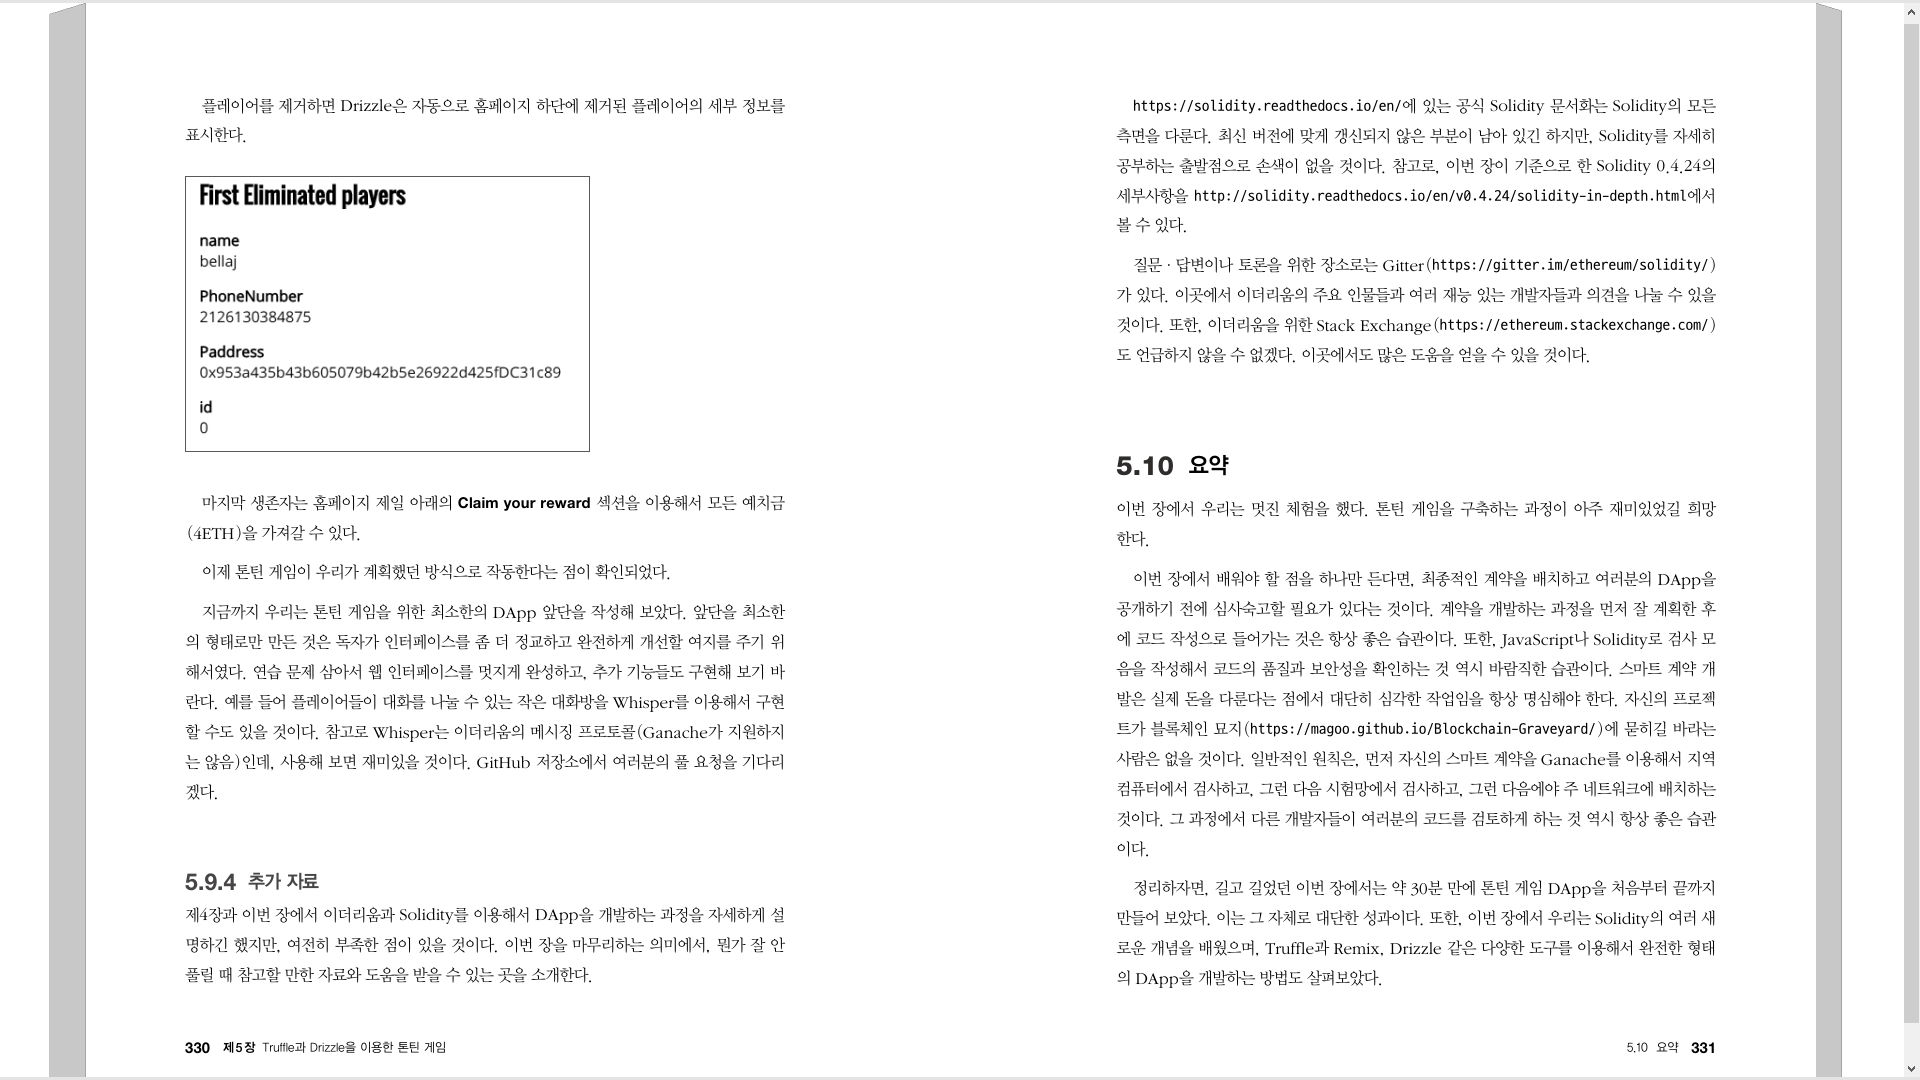 플레이어를 제거하면 Drizzle은 자동으로 홈페이지 하단에 제거된 플레이어의 세부 정보를
표시한다.
First Eliminated players
name
bellaj
PhoneNumber
2126130384875
Paddress
0x953a435b43b605079b42b5e26922d425fDC31c89
id
0
마지막 생존자는 홈페이지 제일 아래의 Claim your reward 섹션을 이용해서 모든 예치금
(4ETH)을 가져갈 수 있다.
이제 톤틴 게임이 우리가 계획했던 방식으로 작동한다는 점이 확인되었다.
지금까지 우리는 톤틴 게임을 위한 최소한의 DApp 앞단을 작성해 보았다. 앞단을 최소한
의 형태로만 만든 것은 독자가 인터페이스를 좀 더 정교하고 완전하게 개선할 여지를 주기 위
해서였다. 연습 문제 삼아서 웹 인터페이스를 멋지게 완성하고, 추가 기능들도 구현해 보기 바
란다. 예를 들어 플레이어들이 대화를 나눌 수 있는 작은 대화방을 Whisper를 이용해서 구현
할 수도 있을 것이다. 참고로 Whisper는 이더리움의 메시징 프로토콜(Ganache가 지원하지
는 않음)인데, 사용해 보면 재미있을 것이다. GitHub 저장소에서 여러분의 풀 요청을 기다리
겠다.
5.9.4 추가 자료
제4장과 이번 장에서 이더리움과 Solidity를 이용해서 DApp을 개발하는 과정을 자세하게 설
명하긴 했지만, 여전히 부족한 점이 있을 것이다. 이번 장을 마무리하는 의미에서, 뭔가 잘 안
풀릴 때 참고할 만한 자료와 도움을 받을 수 있는 곳을 소개한다.
330 제5장 Truffle과 Drizzle을 이용한 톤틴 게임
https://solidity.readthedocs.io/en/에 있는 공식 Solidity 문서화는 Solidity의 모든
측면을 다룬다. 최신 버전에 맞게 갱신되지 않은 부분이 남아 있긴 하지만, Solidity를 자세히
공부하는 출발점으로 손색이 없을 것이다. 참고로, 이번 장이 기준으로 한 Solidity 0.4.24의
세부사항을 http://solidity.readthedocs.io/en/v0.4.24/solidity-in-depth.html에서
볼 수 있다.
질문 · 답변이나 토론을 위한 장소로는 Gitter(https://gitter.im/ethereum/solidity/)
가 있다. 이곳에서 이더리움의 주요 인물들과 여러 재능 있는 개발자들과 의견을 나눌 수 있을
것이다. 또한, 이더리움을 위한 Stack Exchange(https://ethereum.stackexchange.com/)
도 언급하지 않을 수 없겠다. 이곳에서도 많은 도움을 얻을 수 있을 것이다.
5.10 요약
이번 장에서 우리는 멋진 체험을 했다. 톤틴 게임을 구축하는 과정이 아주 재미있었길 희망
한다.
이번 장에서 배워야 할 점을 하나만 든다면, 최종적인 계약을 배치하고 여러분의 DApp을
공개하기 전에 심사숙고할 필요가 있다는 것이다. 계약을 개발하는 과정을 먼저 잘 계획한 후
에 코드 작성으로 들어가는 것은 항상 좋은 습관이다. 또한, JavaScript나 Solidity로 검사 모
음을 작성해서 코드의 품질과 보안성을 확인하는 것 역시 바람직한 습관이다. 스마트 계약 개
발은 실제 돈을 다룬다는 점에서 대단히 심각한 작업임을 항상 명심해야 한다. 자신의 프로젝
트가 블록체인 묘지(https://magoo.github.io/Blockchain-Graveyard/)에 묻히길 바라는
사람은 없을 것이다. 일반적인 원칙은, 먼저 자신의 스마트 계약을 Ganache를 이용해서 지역
컴퓨터에서 검사하고, 그런 다음 시험망에서 검사하고, 그런 다음에야 주 네트워크에 배치하는
것이다. 그 과정에서 다른 개발자들이 여러분의 코드를 검토하게 하는 것 역시 항상 좋은 습관
이다.
정리하자면, 길고 길었던 이번 장에서는 약 30분 만에 톤틴 게임 DApp을 처음부터 끝까지
만들어 보았다. 이는 그 자체로 대단한 성과이다. 또한, 이번 장에서 우리는 Solidity의 여러 새
로운 개념을 배웠으며, Truffle과 Remix, Drizzle 같은 다양한 도구를 이용해서 완전한 형태
의 DApp을 개발하는 방법도 살펴보았다.
5.10 요약 331